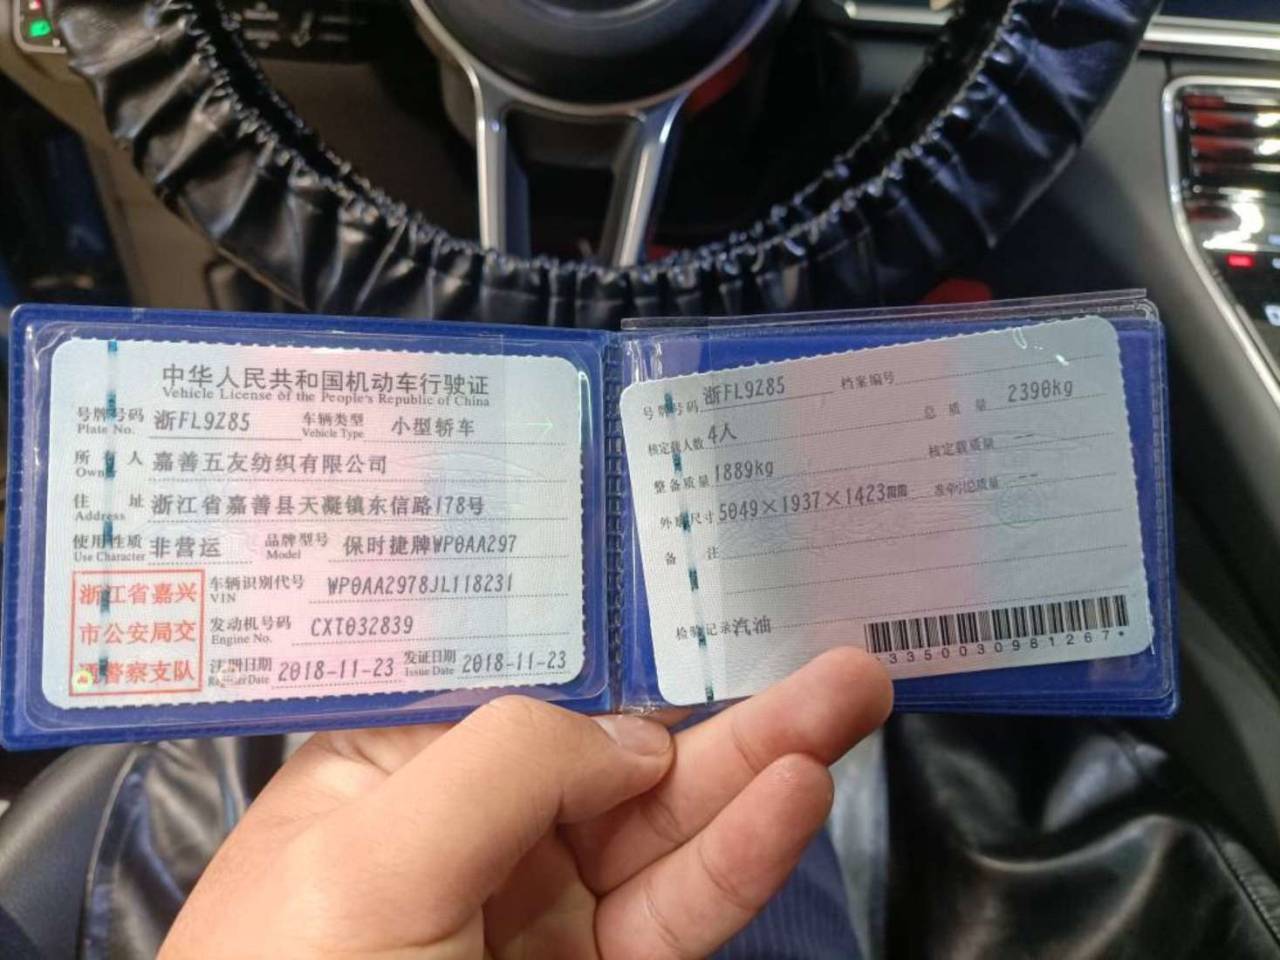 中华人民共和国机动车行驶证
Vehicle License of the People's Republic of China
号牌号码 浙FL9Z85 车辆类型 小型轿车
Plate No. Vehicle Type
所有人 嘉善五友纺织有限公司
Owner
住址 浙江省嘉善县天凝镇东信路178号
Address
使用性质 非营运 品牌型号 保时捷牌WP0AA297
Use Character Model
浙江省嘉兴
市公安局交
通警察支队
车辆识别代号 WP0AA2978JL118231
VIN
发动机号码 CXT032839
Engine No.
注册日期 2018-11-23 发证日期 2018-11-23
Register Date Issue Date
号牌号码 浙FL9Z85 档案编号
核定载人数 4人 总质量 2390kg
整备质量 1889kg 核定载质量 --
外廓尺寸 5049×1937×1423mm 准牵引总质量 --
备注
检验记录 汽油
3350030981267*